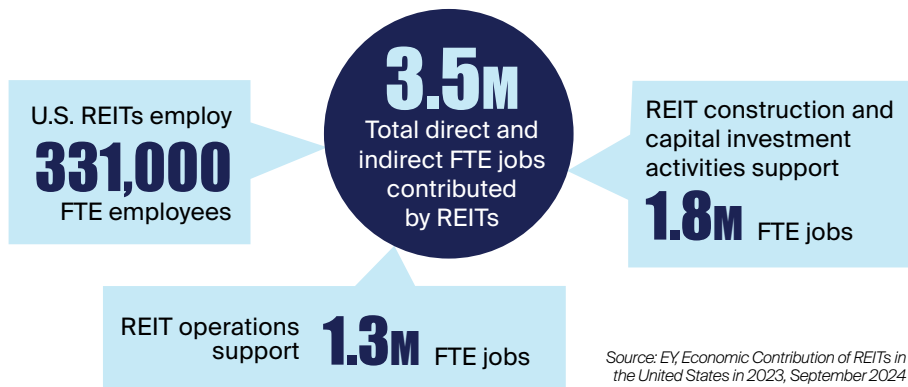 3.5M
Total direct and
indirect FTE jobs
contributed
by REITs
U.S. REITs employ
331,000
FTE employees
REIT construction and
capital investment
activities support
1.8M FTE jobs
REIT operations
support 1.3M FTE jobs
Source: EY, Economic Contribution of REITs in
the United States in 2023, September 2024